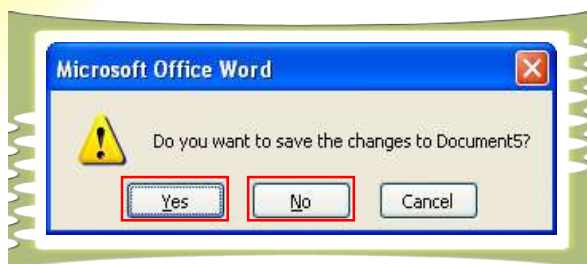 Microsoft Office Word
Do you want to save the changes to Document5?
Yes No Cancel